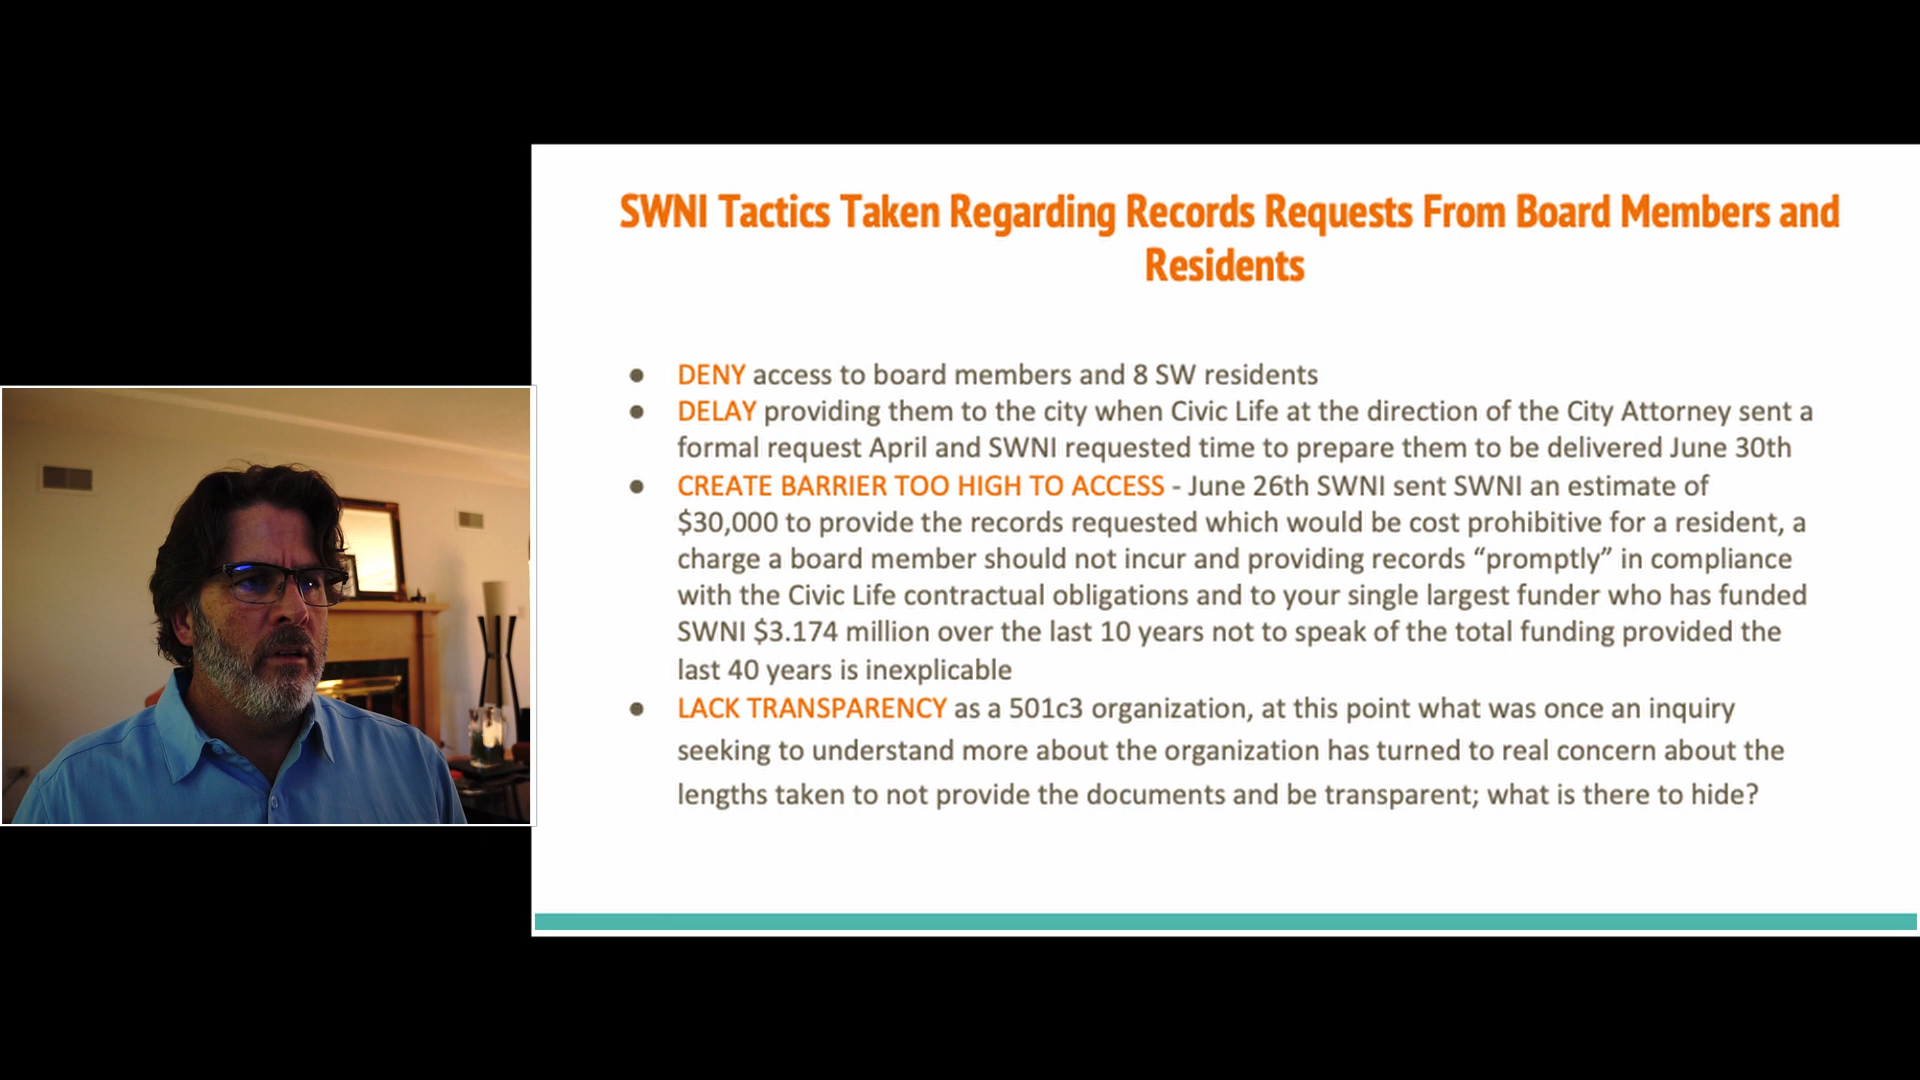 SWNI Tactics Taken Regarding Records Requests From Board Members and
Residents
● DENY access to board members and 8 SW residents
● DELAY providing them to the city when Civic Life at the direction of the City Attorney sent a
formal request April and SWNI requested time to prepare them to be delivered June 30th
● CREATE BARRIER TOO HIGH TO ACCESS - June 26th SWNI sent SWNI an estimate of
$30,000 to provide the records requested which would be cost prohibitive for a resident, a
charge a board member should not incur and providing records “promptly” in compliance
with the Civic Life contractual obligations and to your single largest funder who has funded
SWNI $3.174 million over the last 10 years not to speak of the total funding provided the
last 40 years is inexplicable
● LACK TRANSPARENCY as a 501c3 organization, at this point what was once an inquiry
seeking to understand more about the organization has turned to real concern about the
lengths taken to not provide the documents and be transparent; what is there to hide?